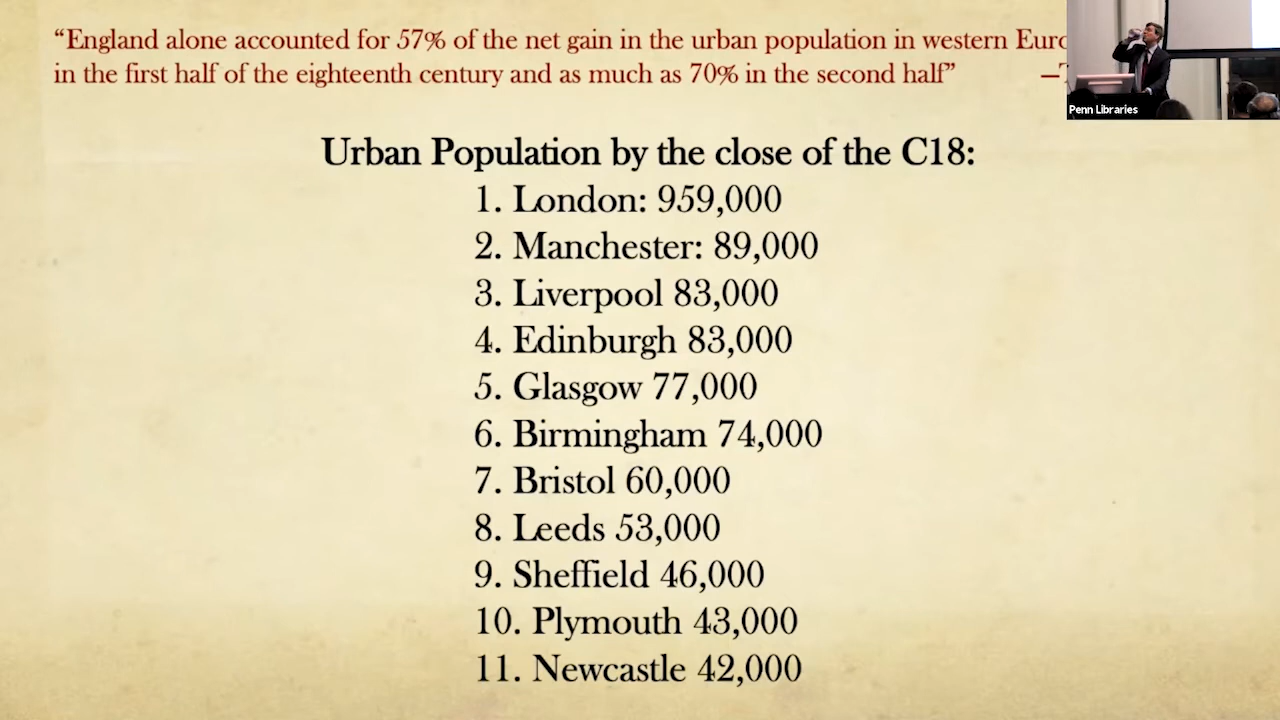 “England alone accounted for 57% of the net gain in the urban population in western
in the first half of the eighteenth century and as much as 70% in the second half”
Penn Libraries
Urban Population by the close of the C18:
1. London: 959,000
2. Manchester: 89,000
3. Liverpool 83,000
4. Edinburgh 83,000
5. Glasgow 77,000
6. Birmingham 74,000
7. Bristol 60,000
8. Leeds 53,000
9. Sheffield 46,000
10. Plymouth 43,000
11. Newcastle 42,000